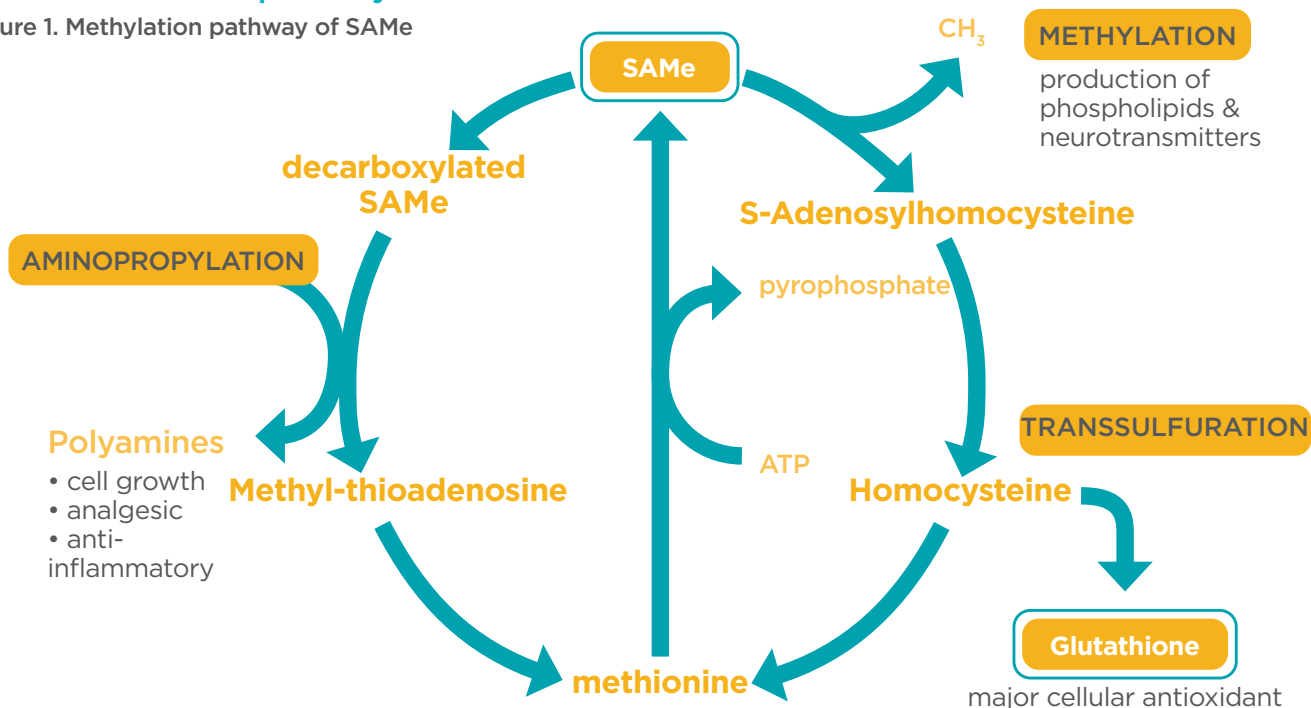 ure 1. Methylation pathway of SAMe
SAMe
CH3
METHYLATION
production of
phospholipids &
neurotransmitters
decarboxylated
SAMe
S-Adenosylhomocysteine
AMINOPROPYLATION
pyrophosphate
Polyamines
• cell growth
• analgesic
• anti-
inflammatory
Methyl-thioadenosine
ATP
TRANSSULFURATION
Homocysteine
Glutathione
major cellular antioxidant
methionine